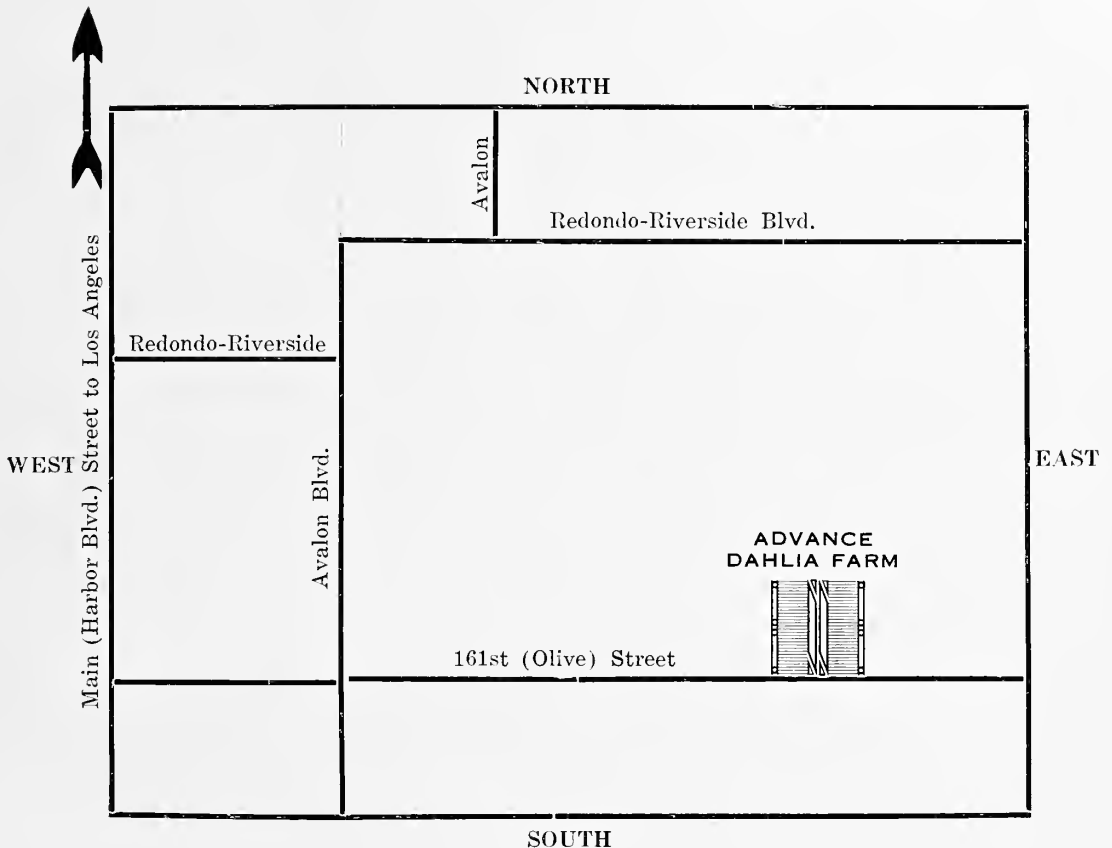 NORTH
Avalon
Redondo-Riverside Blvd.
Main (Harbor Blvd.) Street to Los Angeles
Redondo-Riverside
WEST
EAST
Avalon Blvd.
ADVANCE
DAHLIA FARM
161st (Olive) Street
SOUTH